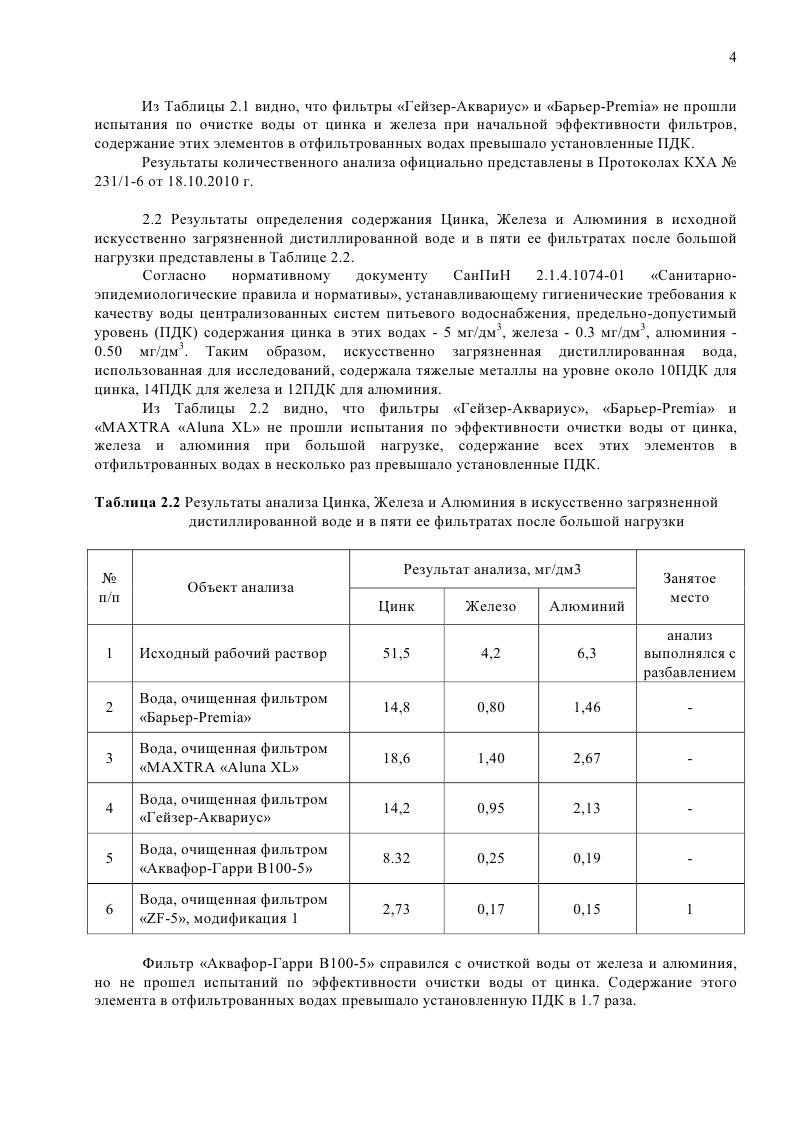 4
Из Таблицы 2.1 видно, что фильтры «Гейзер-Аквариус» и «Барьер-Premia» не прошли
испытания по очистке воды от цинка и железа при начальной эффективности фильтров,
содержание этих элементов в отфильтрованных водах превышало установленные ПДК.
Результаты количественного анализа официально представлены в Протоколах КХА №
231/1-6 от 18.10.2010 г.
2.2 Результаты определения содержания Цинка, Железа и Алюминия в исходной
искусственно загрязненной дистиллированной воде и в пяти ее фильтратах после большой
нагрузки представлены в Таблице 2.2.
Согласно нормативному документу СанПиН 2.1.4.1074-01 «Санитарно-
эпидемиологические правила и нормативы», устанавливающему гигиенические требования к
качеству воды централизованных систем питьевого водоснабжения, предельно-допустимый
уровень (ПДК) содержания цинка в этих водах - 5 мг/дм³, железа - 0.3 мг/дм³, алюминия -
0.50 мг/дм³. Таким образом, искусственно загрязненная дистиллированная вода,
использованная для исследований, содержала тяжелые металлы на уровне около 10ПДК для
цинка, 14ПДК для железа и 12ПДК для алюминия.
Из Таблицы 2.2 видно, что фильтры «Гейзер-Аквариус», «Барьер-Premia» и
«MAXTRA «Aluna XL» не прошли испытания по эффективности очистки воды от цинка,
железа и алюминия при большой нагрузке, содержание всех этих элементов в
отфильтрованных водах в несколько раз превышало установленные ПДК.
Таблица 2.2 Результаты анализа Цинка, Железа и Алюминия в искусственно загрязненной
дистиллированной воде и в пяти ее фильтратах после большой нагрузки
№
п/п
Объект анализа
Результат анализа, мг/дм3
Занятое
место
Цинк Железо Алюминий
1 Исходный рабочий раствор 51,5 4,2 6,3
анализ
выполнялся с
разбавлением
2
Вода, очищенная фильтром
«Барьер-Premia»
14,8 0,80 1,46 -
3
Вода, очищенная фильтром
«MAXTRA «Aluna XL»
18,6 1,40 2,67 -
4
Вода, очищенная фильтром
«Гейзер-Аквариус»
14,2 0,95 2,13 -
5
Вода, очищенная фильтром
«Аквафор-Гарри В100-5»
8.32 0,25 0,19 -
6
Вода, очищенная фильтром
«ZF-5», модификация 1
2,73 0,17 0,15 1
Фильтр «Аквафор-Гарри В100-5» справился с очисткой воды от железа и алюминия,
но не прошел испытаний по эффективности очистки воды от цинка. Содержание этого
элемента в отфильтрованных водах превышало установленную ПДК в 1.7 раза.